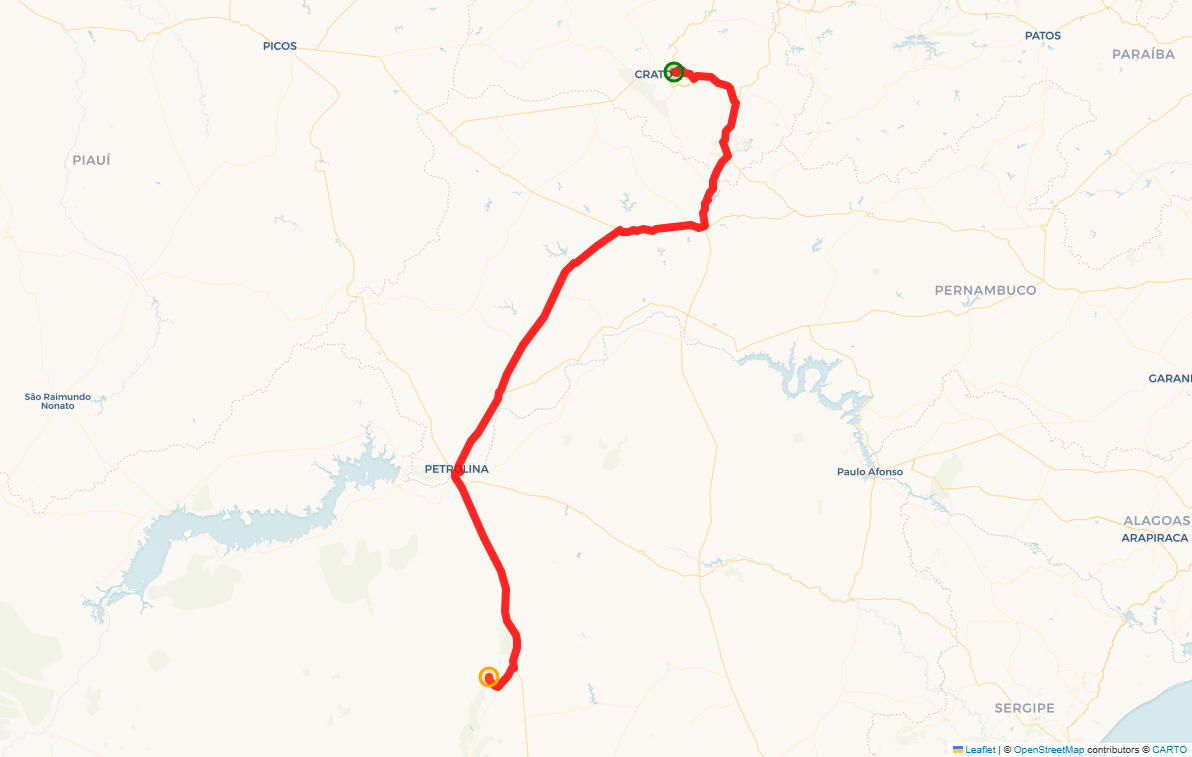 PATOS
PICOS
PARAÍBA
CRATO
PIAUÍ
PERNAMBUCO
GARANI
São Raimundo
Nonato
PETROLINA
Paulo Afonso
ALAGOAS
ARAPIRACA
SERGIPE
Leaflet | © OpenStreetMap contributors © CARTO